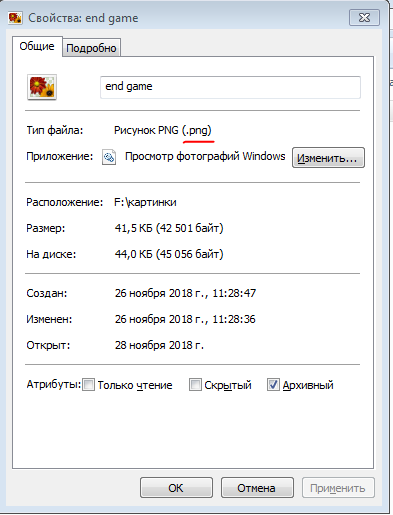 Свойства: end game
Общие Подробно
end game
Тип файла: Рисунок PNG (.png)
Приложение: Просмотр фотографий Windows Изменить...
Расположение: F:\картинки
Размер: 41,5 КБ (42 501 байт)
На диске: 44,0 КБ (45 056 байт)
Создан: 26 ноября 2018 г., 11:28:47
Изменен: 26 ноября 2018 г., 11:28:36
Открыт: 28 ноября 2018 г.
Атрибуты: Только чтение Скрытый Архивный
ОК Отмена Применить